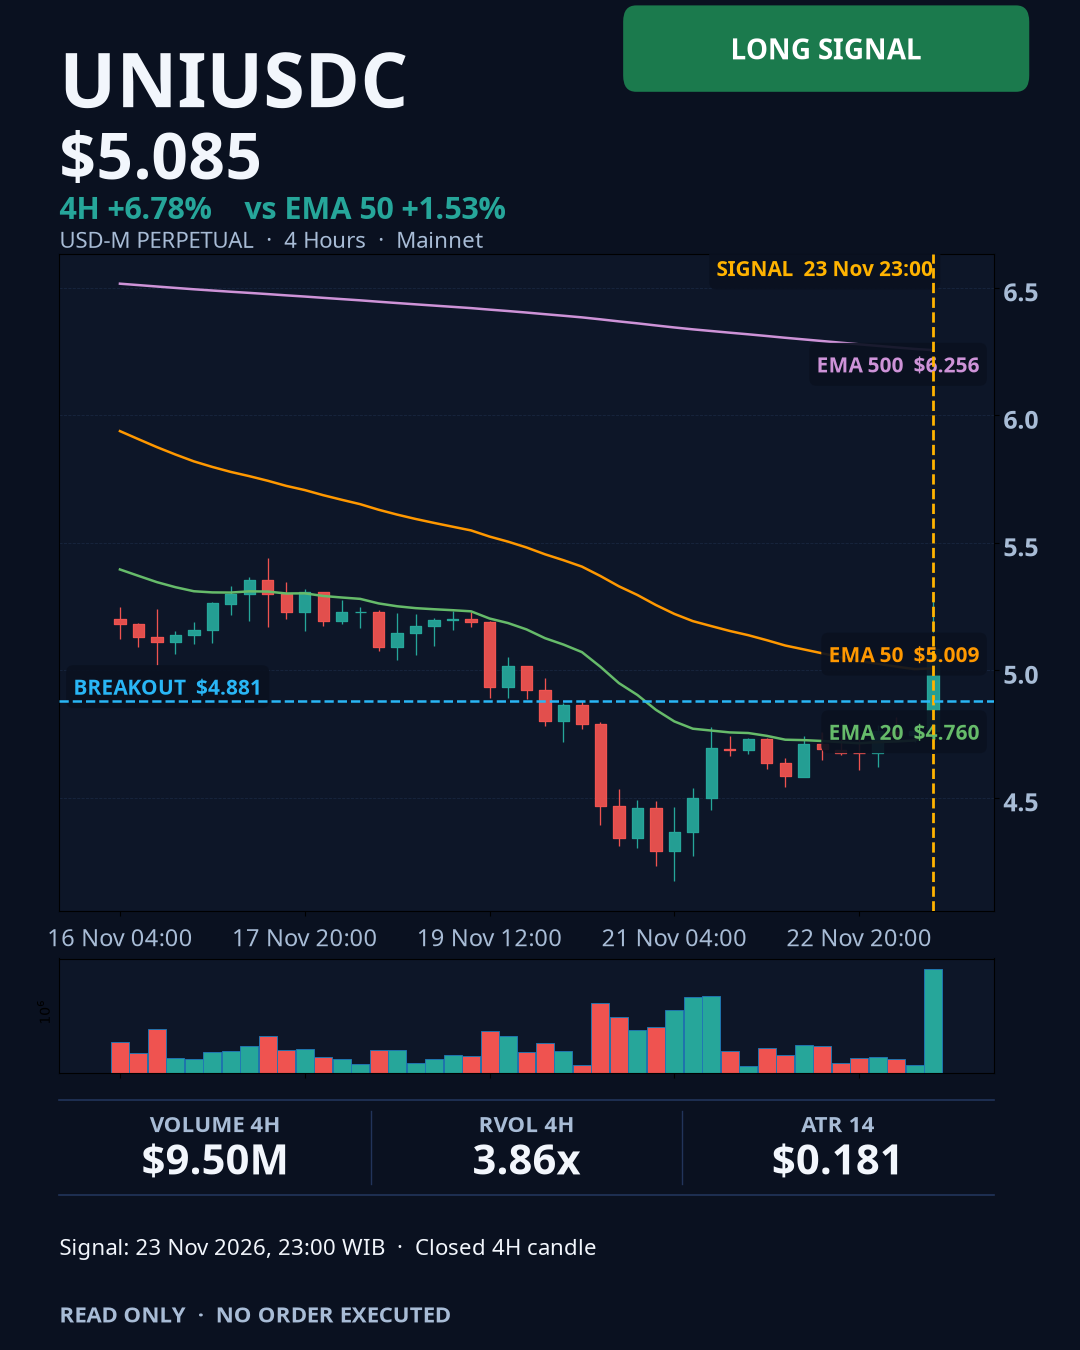 LONG SIGNAL
UNIUSDC
$5.085
4H +6.78% vs EMA 50 +1.53%
USD-M PERPETUAL · 4 Hours · Mainnet
SIGNAL 23 Nov 23:00
6.5
EMA 500 $6.256
6.0
5.5
EMA 50 $5.009
5.0
BREAKOUT $4.881
EMA 20 $4.760
4.5
16 Nov 04:00 17 Nov 20:00 19 Nov 12:00 21 Nov 04:00 22 Nov 20:00
10⁶
VOLUME 4H RVOL 4H ATR 14
$9.50M 3.86x $0.181
Signal: 23 Nov 2026, 23:00 WIB · Closed 4H candle
READ ONLY · NO ORDER EXECUTED